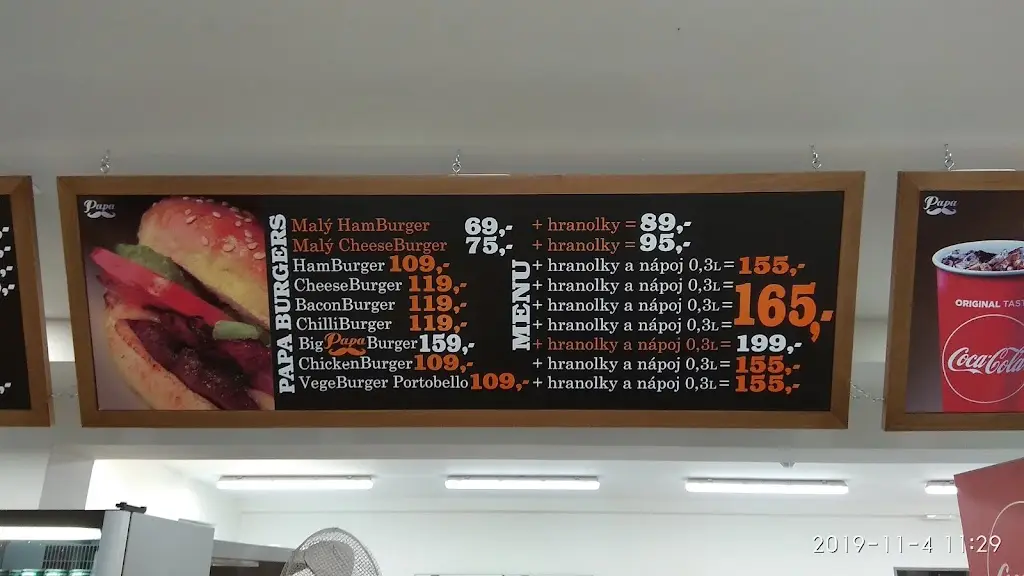 Papa
PAPA BURGERS
MENU
Malý HamBurger 69,- + hranolky = 89,-
Malý CheeseBurger 75,- + hranolky = 95,-
HamBurger 109,- + hranolky a nápoj 0,3L = 155,-
CheeseBurger 119,- + hranolky a nápoj 0,3L =
BaconBurger 119,- + hranolky a nápoj 0,3L = 165,-
ChilliBurger 119,- + hranolky a nápoj 0,3L =
Big Papa Burger 159,- + hranolky a nápoj 0,3L = 199,-
ChickenBurger 109,- + hranolky a nápoj 0,3L = 155,-
VegeBurger Portobello 109,- + hranolky a nápoj 0,3L = 155,-
Papa
ORIGINAL TAST
Coca-Cola
2019-11-4 11:29